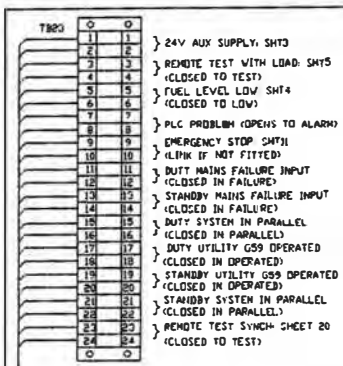 TB23
O O
1 1
2 2
3 3
4 4
5 5
6 6
7 7
8 8
9 9
10 10
11 11
12 12
13 13
14 14
15 15
16 16
17 17
18 18
19 19
20 20
21 21
22 22
23 23
24 24
O O
24V AUX SUPPLY: SHT3
REMOTE TEST WITH LOAD: SHT5
(CLOSED TO TEST)
FUEL LEVEL LOW SHT4
(CLOSED TO LOW)
PLC PROBLEM (OPENS TO ALARM)
EMERGENCY STOP: SHT11
(LINK IF NOT FITTED)
DUTY MAINS FAILURE INPUT
(CLOSED IN FAILURE)
STANDBY MAINS FAILURE INPUT
(CLOSED IN FAILURE)
DUTY SYSTEM IN PARALLEL
(CLOSED IN PARALLEL)
DUTY UTILITY G59 OPERATED
(CLOSED IN OPERATED)
STANDBY UTILITY G59 OPERATED
(CLOSED IN OPERATED)
STANDBY SYSTEM IN PARALLEL
(CLOSED IN PARALLEL)
REMOTE TEST SYNCH: SHEET 20
(CLOSED TO TEST)